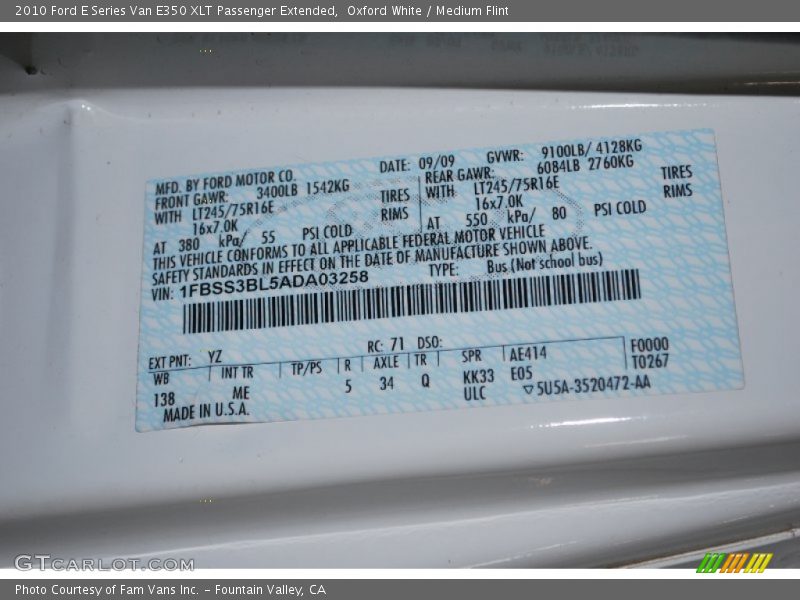 2010 Ford E Series Van E350 XLT Passenger Extended, Oxford White / Medium Flint
MFD. BY FORD MOTOR CO. DATE: 09/09 GVWR: 9100LB/ 4128KG
FRONT GAWR: 3400LB 1542KG REAR GAWR: 6084LB 2760KG
WITH LT245/75R16E TIRES WITH LT245/75R16E TIRES
16x7.0K RIMS 16x7.0K RIMS
AT 380 kPa/ 55 PSI COLD AT 550 kPa/ 80 PSI COLD
THIS VEHICLE CONFORMS TO ALL APPLICABLE FEDERAL MOTOR VEHICLE
SAFETY STANDARDS IN EFFECT ON THE DATE OF MANUFACTURE SHOWN ABOVE.
VIN: 1FBSS3BL5ADA03258 TYPE: Bus (Not school bus)
EXT PNT: YZ RC: 71 DSO:
WB INT TR TP/PS R AXLE TR SPR AE414 F0000
138 ME 5 34 Q KK33 E05 T0267
MADE IN U.S.A. ULC ▽5U5A-3520472-AA
GTCARLOT.COM
Photo Courtesy of Fam Vans Inc. - Fountain Valley, CA